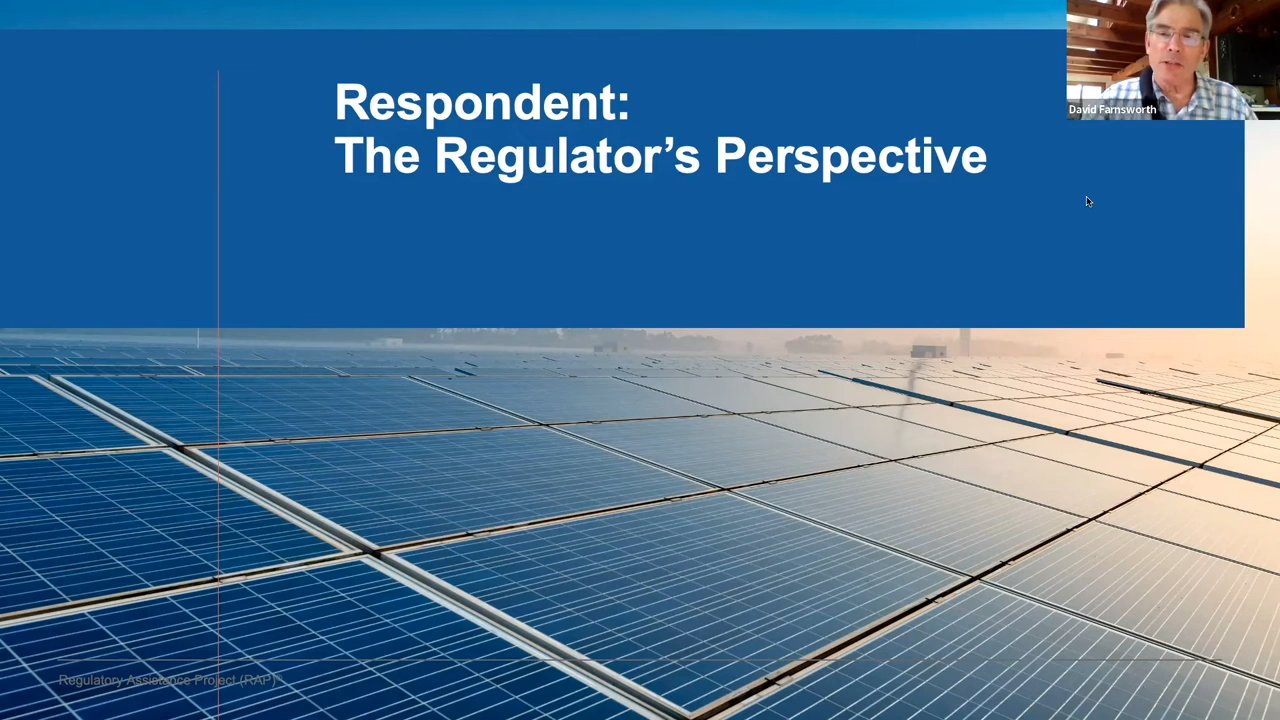 Respondent:
The Regulator’s Perspective
David Farnsworth
Regulatory Assistance Project (RAP)®